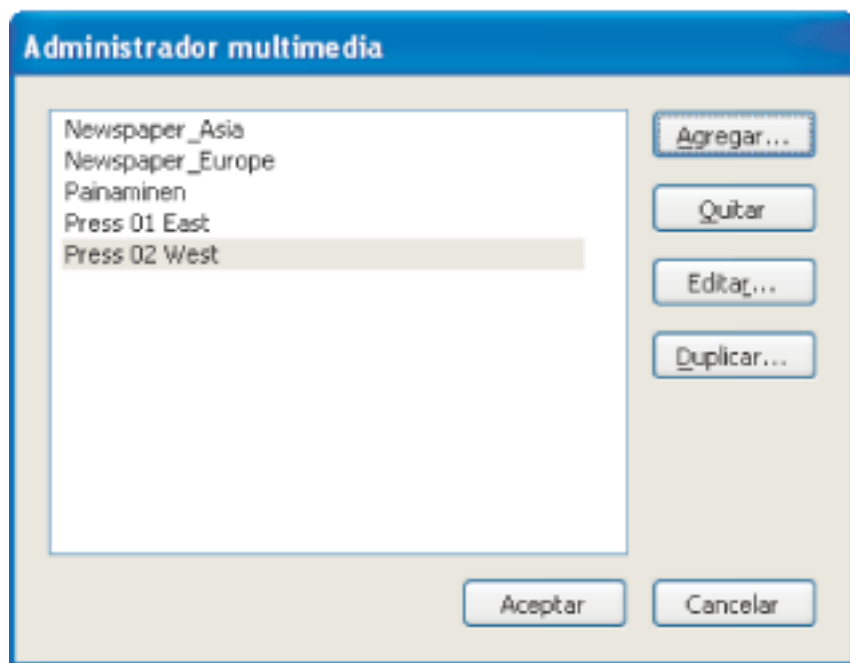 Administrador multimedia
Newspaper_Asia
Newspaper_Europe
Painaminen
Press 01 East
Press 02 West
Agregar...
Quitar
Editar...
Duplicar...
Aceptar
Cancelar